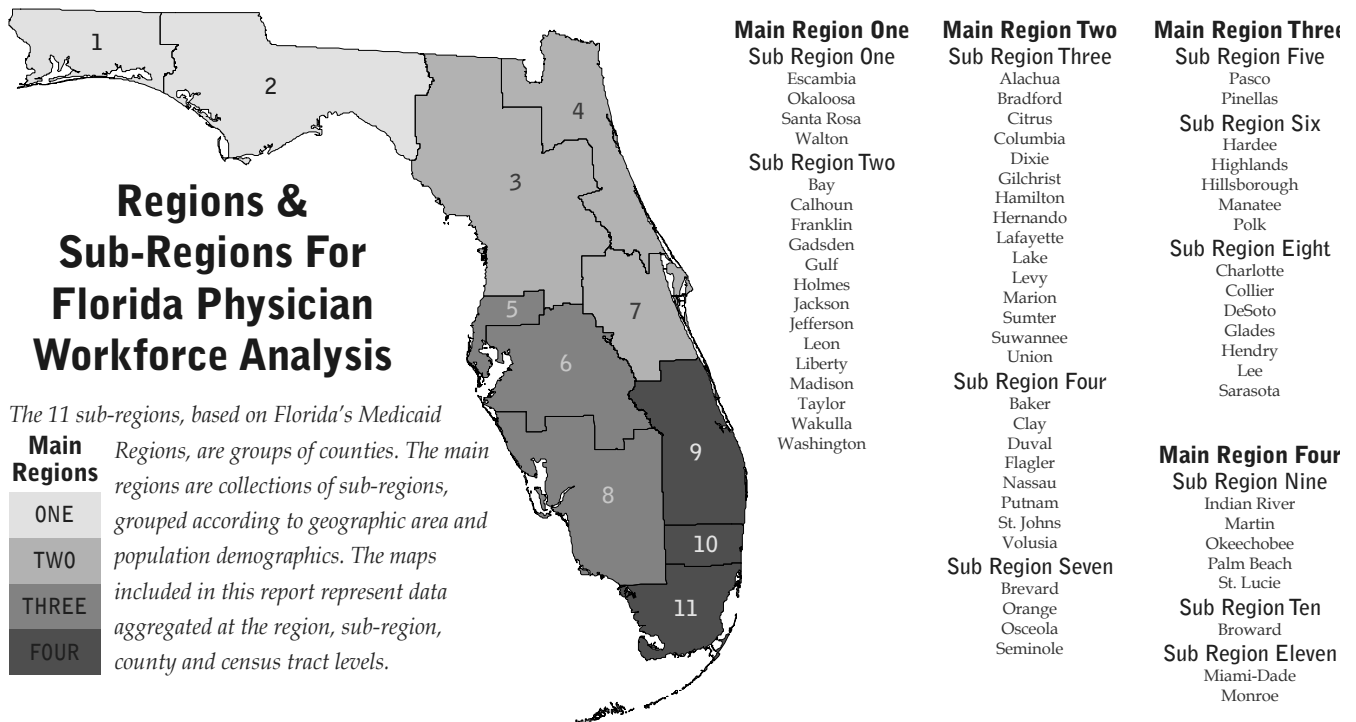 1
2
3
4
5
6
7
8
9
10
11
Regions &
Sub-Regions For
Florida Physician
Workforce Analysis
The 11 sub-regions, based on Florida's Medicaid
Regions, are groups of counties. The main
regions are collections of sub-regions,
grouped according to geographic area and
population demographics. The maps
included in this report represent data
aggregated at the region, sub-region,
county and census tract levels.
Main
Regions
ONE
TWO
THREE
FOUR
Main Region One
Sub Region One
Escambia
Okaloosa
Santa Rosa
Walton
Sub Region Two
Bay
Calhoun
Franklin
Gadsden
Gulf
Holmes
Jackson
Jefferson
Leon
Liberty
Madison
Taylor
Wakulla
Washington
Main Region Two
Sub Region Three
Alachua
Bradford
Citrus
Columbia
Dixie
Gilchrist
Hamilton
Hernando
Lafayette
Lake
Levy
Marion
Sumter
Suwannee
Union
Sub Region Four
Baker
Clay
Duval
Flagler
Nassau
Putnam
St. Johns
Volusia
Sub Region Seven
Brevard
Orange
Osceola
Seminole
Main Region Three
Sub Region Five
Pasco
Pinellas
Sub Region Six
Hardee
Highlands
Hillsborough
Manatee
Polk
Sub Region Eight
Charlotte
Collier
DeSoto
Glades
Hendry
Lee
Sarasota
Main Region Four
Sub Region Nine
Indian River
Martin
Okeechobee
Palm Beach
St. Lucie
Sub Region Ten
Broward
Sub Region Eleven
Miami-Dade
Monroe